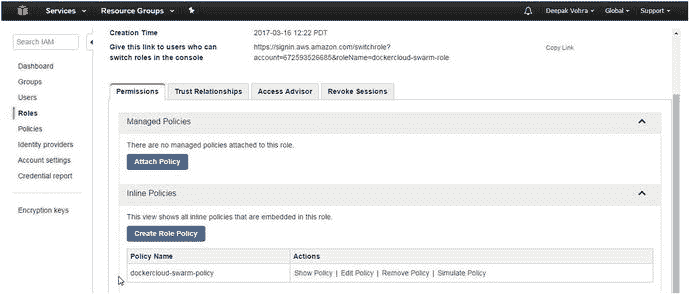 Services Resource Groups Deepak Vohra Global Support
Search IAM
Dashboard
Groups
Users
Roles
Policies
Identity providers
Account settings
Credential report
Encryption keys
Creation Time 2017-03-16 12:22 PDT
Give this link to users who can https://signin.aws.amazon.com/switchrole? Copy Link
switch roles in the console account=672593526685&roleName=dockercloud-swarm-role
Permissions Trust Relationships Access Advisor Revoke Sessions
Managed Policies
There are no managed policies attached to this role.
Attach Policy
Inline Policies
This view shows all inline policies that are embedded in this role.
Create Role Policy
Policy Name Actions
dockercloud-swarm-policy Show Policy | Edit Policy | Remove Policy | Simulate Policy